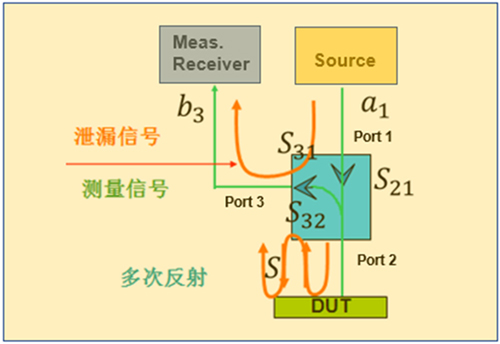 Meas.
Receiver
Source
b₃
a₁
泄漏信号
Port 1
S₃₁
S₂₁
测量信号
Port 3
S₃₂
Port 2
多次反射
S
DUT